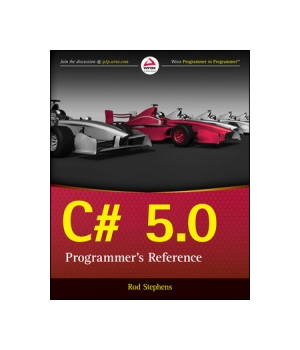 Join the discussion @ p2p.wrox.com
Wrox Programmer to Programmer™
C# 5.0
Programmer's Reference
Rod Stephens